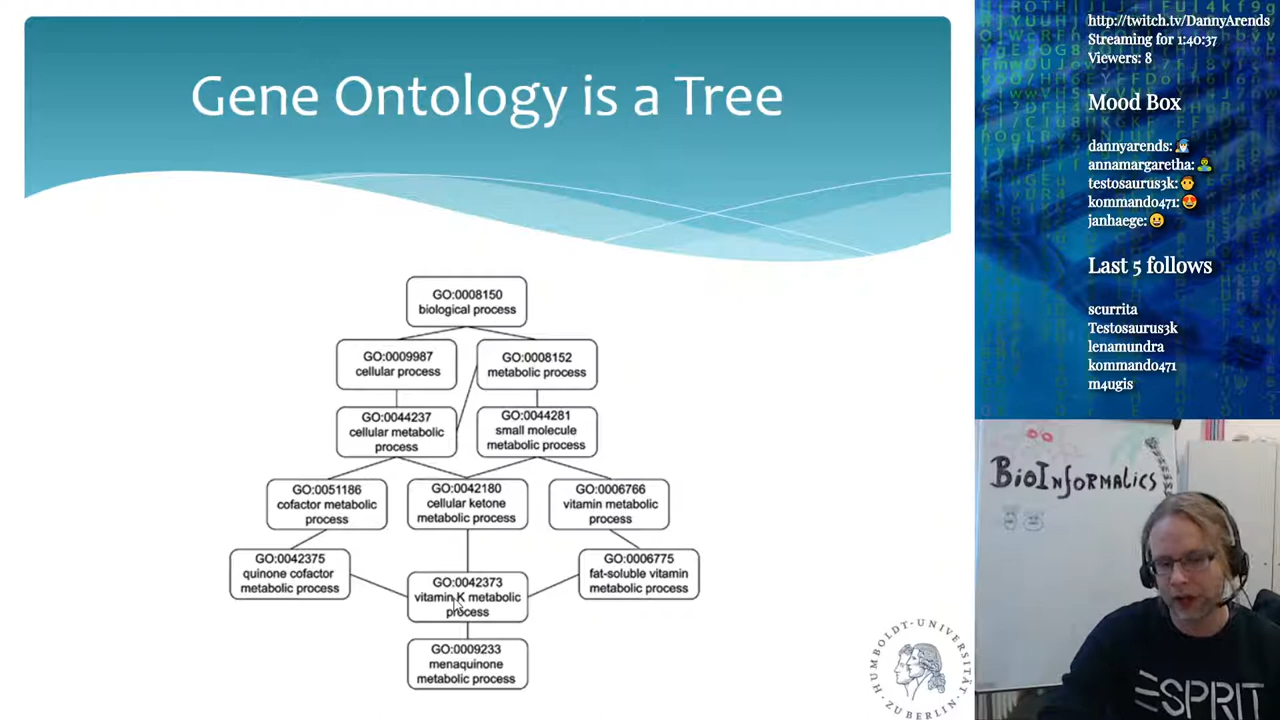 Gene Ontology is a Tree
GO:0008150
biological process
GO:0009987
cellular process
GO:0008152
metabolic process
GO:0044237
cellular metabolic
process
GO:0044281
small molecule
metabolic process
GO:0051186
cofactor metabolic
process
GO:0042180
cellular ketone
metabolic process
GO:0006766
vitamin metabolic
process
GO:0042375
quinone cofactor
metabolic process
GO:0042373
vitamin K metabolic
process
GO:0006775
fat-soluble vitamin
metabolic process
GO:0009233
menaquinone
metabolic process
HUMBOLDT-UNIVERSITÄT
ZU BERLIN
http://twitch.tv/DannyArends
Streaming for 1:40:37
Viewers: 8
Mood Box
dannyarends:
annamargaretha:
testosaurus3k:
kommando471:
janhaege:
Last 5 follows
scurrita
Testosaurus3k
lenamundra
kommando471
m4ugis
BioInformatics
ESPRIT